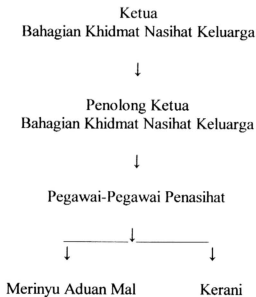 Ketua
Bahagian Khidmat Nasihat Keluarga
Penolong Ketua
Bahagian Khidmat Nasihat Keluarga
Pegawai-Pegawai Penasihat
Merinyu Aduan Mal Kerani